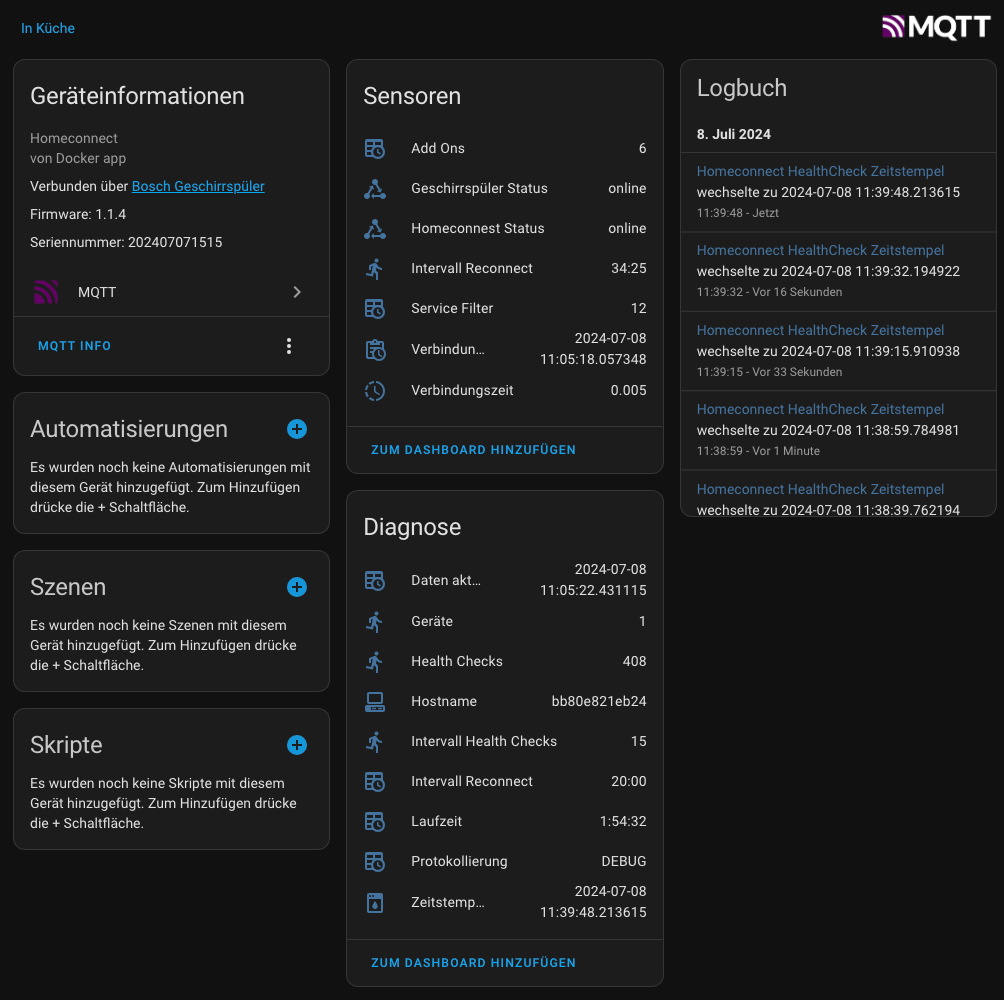 In Küche
MQTT
Geräteinformationen
Homeconnect
von Docker app
Verbunden über Bosch Geschirrspüler
Firmware: 1.1.4
Seriennummer: 202407071515
MQTT
MQTT INFO
Automatisierungen
Es wurden noch keine Automatisierungen mit
diesem Gerät hinzugefügt. Zum Hinzufügen
drücke die + Schaltfläche.
Szenen
Es wurden noch keine Szenen mit diesem
Gerät hinzugefügt. Zum Hinzufügen drücke
die + Schaltfläche.
Skripte
Es wurden noch keine Skripte mit diesem
Gerät hinzugefügt. Zum Hinzufügen drücke
die + Schaltfläche.
Sensoren
Add Ons 6
Geschirrspüler Status online
Homeconnest Status online
Intervall Reconnect 34:25
Service Filter 12
Verbindun... 2024-07-08
11:05:18.057348
Verbindungszeit 0.005
ZUM DASHBOARD HINZUFÜGEN
Diagnose
Daten akt... 2024-07-08
11:05:22.431115
Geräte 1
Health Checks 408
Hostname bb80e821eb24
Intervall Health Checks 15
Intervall Reconnect 20:00
Laufzeit 1:54:32
Protokollierung DEBUG
Zeitstemp... 2024-07-08
11:39:48.213615
ZUM DASHBOARD HINZUFÜGEN
Logbuch
8. Juli 2024
Homeconnect HealthCheck Zeitstempel
wechselte zu 2024-07-08 11:39:48.213615
11:39:48 - Jetzt
Homeconnect HealthCheck Zeitstempel
wechselte zu 2024-07-08 11:39:32.194922
11:39:32 - Vor 16 Sekunden
Homeconnect HealthCheck Zeitstempel
wechselte zu 2024-07-08 11:39:15.910938
11:39:15 - Vor 33 Sekunden
Homeconnect HealthCheck Zeitstempel
wechselte zu 2024-07-08 11:38:59.784981
11:38:59 - Vor 1 Minute
Homeconnect HealthCheck Zeitstempel
wechselte zu 2024-07-08 11:38:39.762194